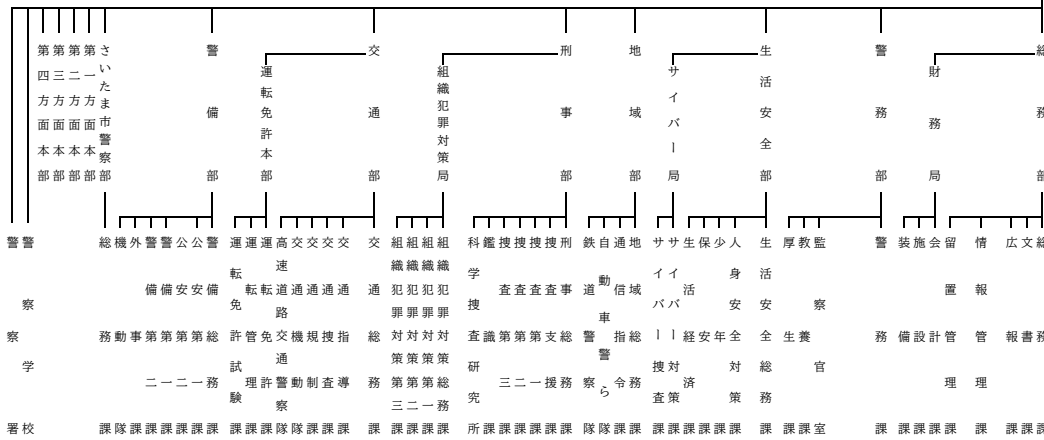 総務部
財務局
警務部
生活安全部
サイバー局
地域部
刑事部
組織犯罪対策局
交通部
運転免許本部
警備部
さいたま市警察部
第一方面本部
第二方面本部
第三方面本部
第四方面本部
総務課
文書課
広報課
情報管理課
留置管理課
会計課
施設課
装備課
警務課
監察官室
教養課
厚生課
生活安全総務課
人身安全対策課
少年課
保安課
生活経済課
サイバー対策課
サイバー捜査課
地域総務課
通信指令課
自動車警ら隊
鉄道警察隊
刑事総務課
捜査支援課
捜査第一課
捜査第二課
捜査第三課
鑑識課
科学捜査研究所
組織犯罪対策総務課
組織犯罪対策第一課
組織犯罪対策第二課
組織犯罪対策第三課
交通総務課
交通指導課
交通捜査課
交通規制課
交通機動隊
高速道路交通警察隊
運転免許課
運転管理課
運転免許試験課
警備総務課
公安第一課
公安第二課
警備第一課
警備第二課
外事課
機動隊
総務課
警察学校
警察署